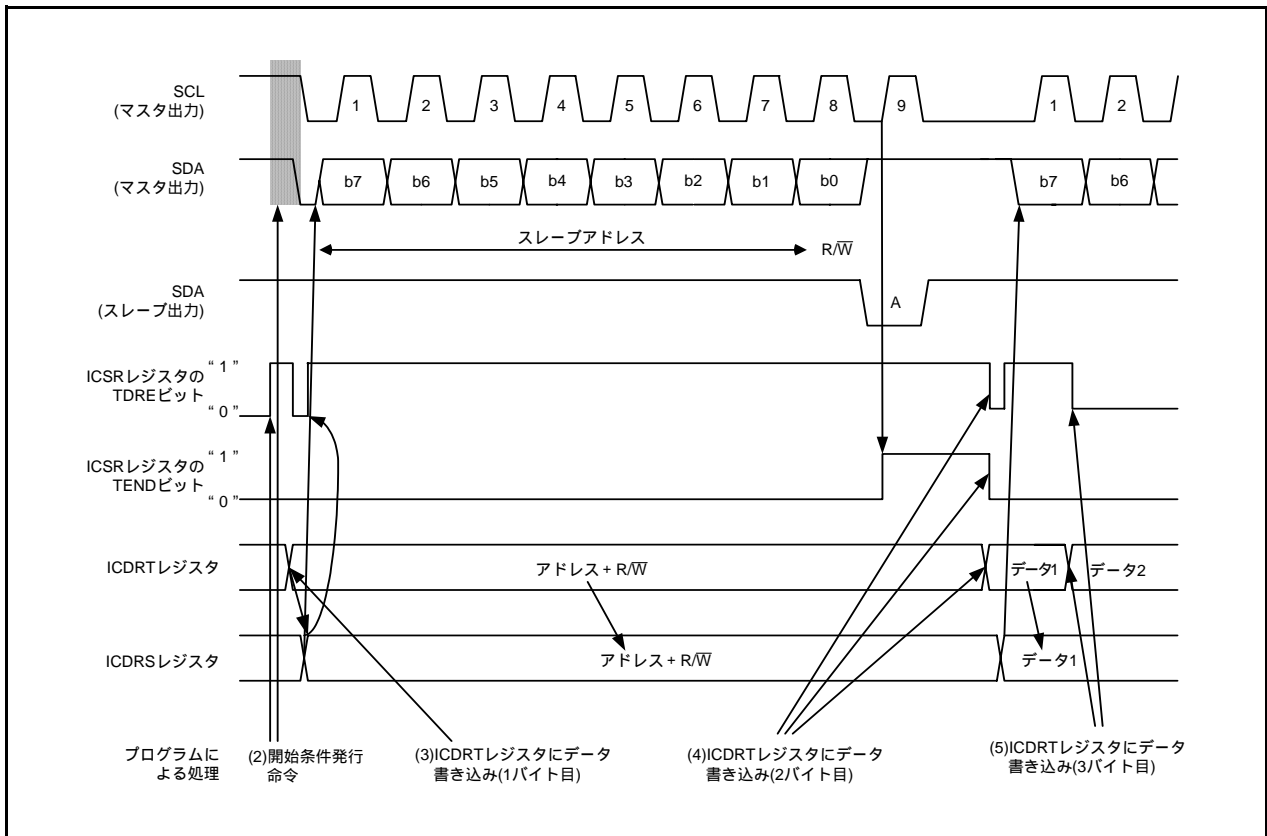 SCL
(マスタ出力)
1 2 3 4 5 6 7 8 9 1 2
SDA
(マスタ出力)
b7 b6 b5 b4 b3 b2 b1 b0 b7 b6
スレーブアドレス R/W̅
SDA
(スレーブ出力)
A
ICSRレジスタの
TDREビット
“ 1 ”
“ 0 ”
ICSRレジスタの
TENDビット
“ 1 ”
“ 0 ”
ICDRTレジスタ
アドレス + R/W̅ データ1 データ2
ICDRSレジスタ
アドレス + R/W̅ データ1
プログラムに
よる処理
(2)開始条件発行
命令
(3)ICDRTレジスタにデータ
書き込み(1バイト目)
(4)ICDRTレジスタにデータ
書き込み(2バイト目)
(5)ICDRTレジスタにデータ
書き込み(3バイト目)